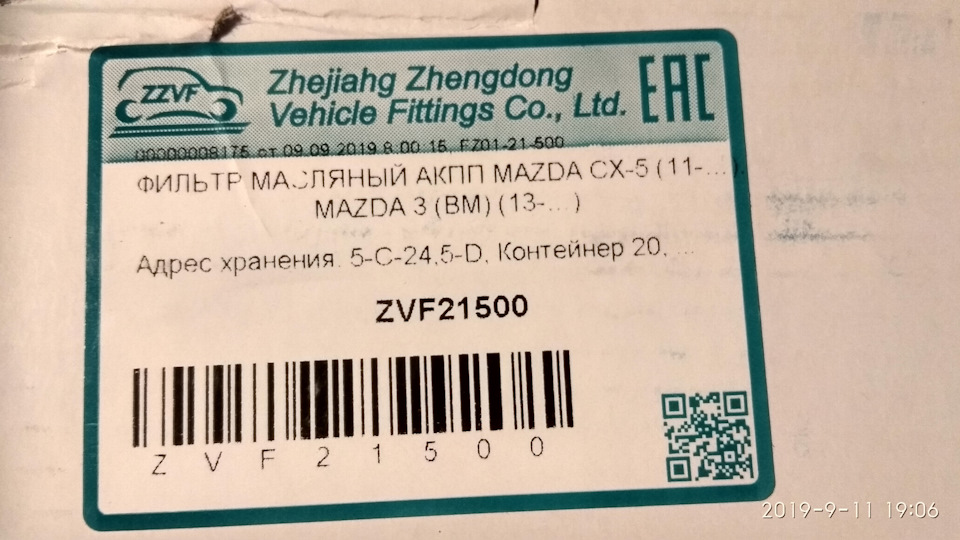 ZZVF
Zhejiahg Zhengdong
Vehicle Fittings Co., Ltd.
EAC
00000008175 от 09.09.2019 8:00:15, FZ01-21-500
ФИЛЬТР МАСЛЯНЫЙ АКПП MAZDA CX-5 (11-...).
MAZDA 3 (BM) (13-...)
Адрес хранения: 5-C-24,5-D, Контейнер 20, ...
ZVF21500
Z V F 2 1 5 0 0
2019-9-11 19:06